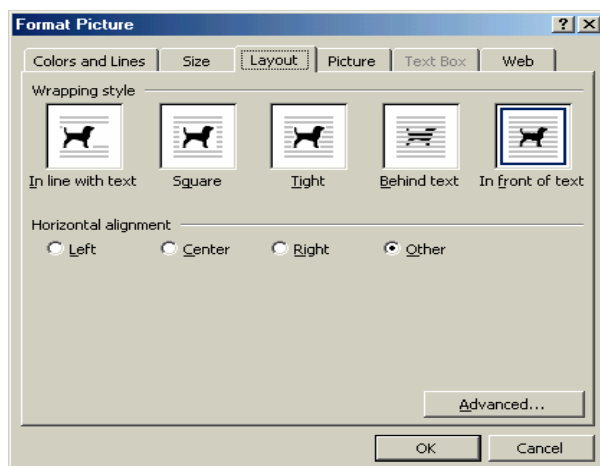 Format Picture
Colors and Lines Size Layout Picture Text Box Web
Wrapping style
In line with text Square Tight Behind text In front of text
Horizontal alignment
Left Center Right Other
Advanced...
OK Cancel